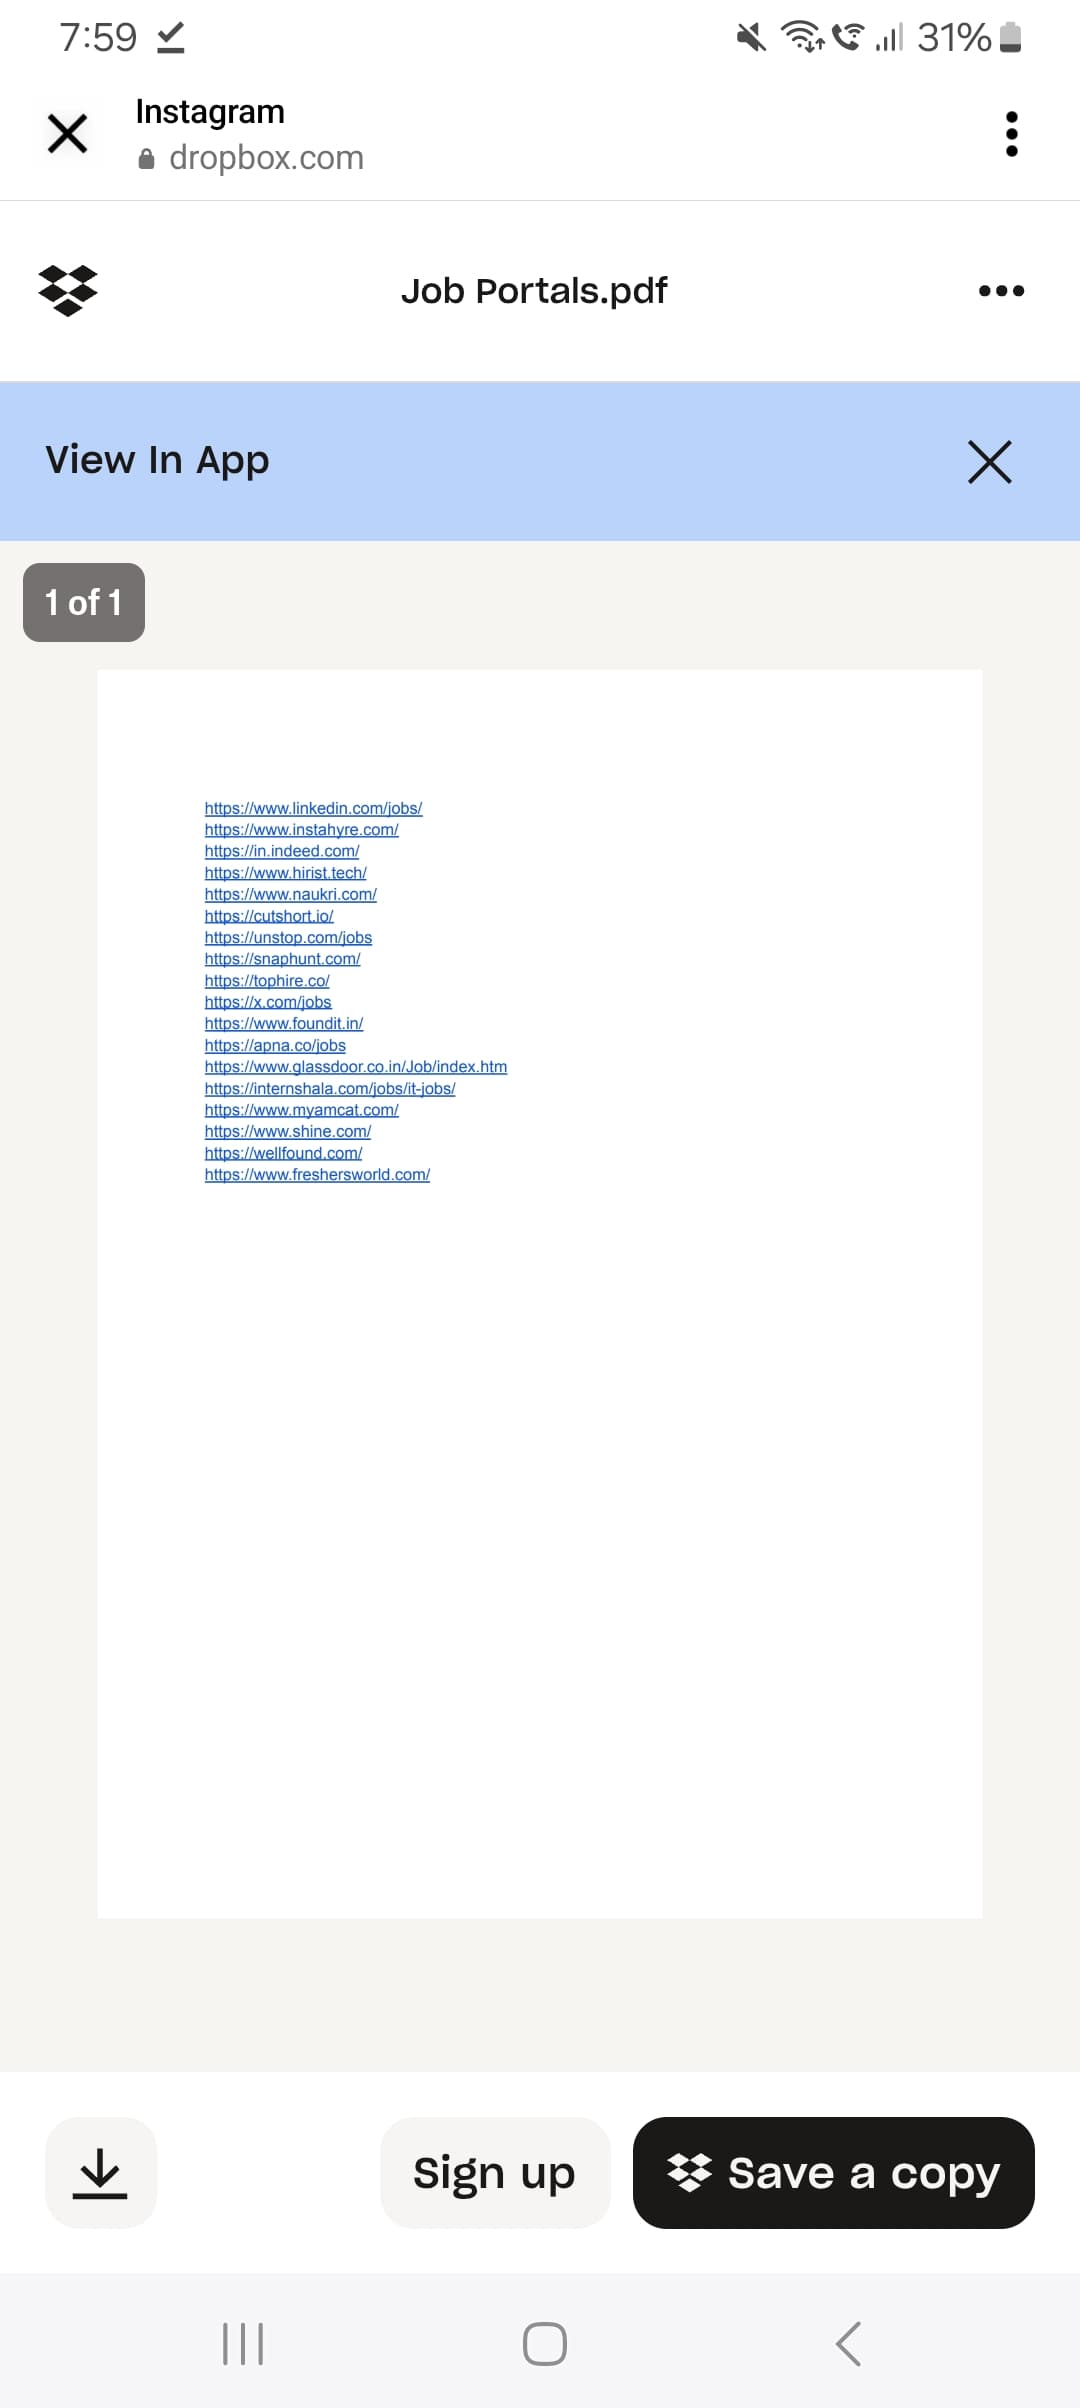 7:59
31%
Instagram
dropbox.com
Job Portals.pdf
View In App
1 of 1
https://www.linkedin.com/jobs/
https://www.instahyre.com/
https://in.indeed.com/
https://www.hirist.tech/
https://www.naukri.com/
https://cutshort.io/
https://unstop.com/jobs
https://snaphunt.com/
https://tophire.co/
https://x.com/jobs
https://www.foundit.in/
https://apna.co/jobs
https://www.glassdoor.co.in/Job/index.htm
https://internshala.com/jobs/it-jobs/
https://www.myamcat.com/
https://www.shine.com/
https://wellfound.com/
https://www.freshersworld.com/
Sign up
Save a copy